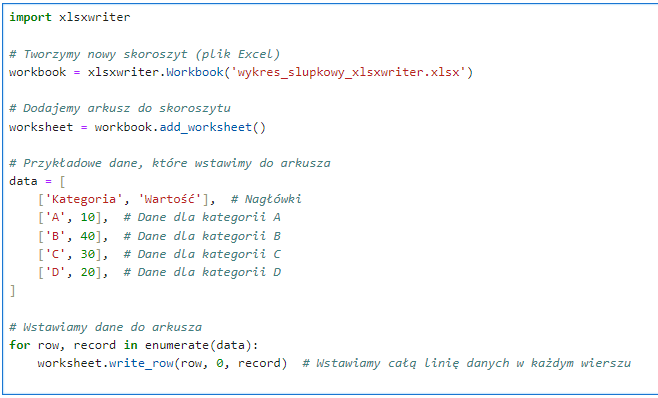 import xlsxwriter

# Tworzymy nowy skoroszyt (plik Excel)
workbook = xlsxwriter.Workbook('wykres_slupkowy_xlsxwriter.xlsx')

# Dodajemy arkusz do skoroszytu
worksheet = workbook.add_worksheet()

# Przykładowe dane, które wstawimy do arkusza
data = [
    ['Kategoria', 'Wartość'],  # Nagłówki
    ['A', 10],  # Dane dla kategorii A
    ['B', 40],  # Dane dla kategorii B
    ['C', 30],  # Dane dla kategorii C
    ['D', 20],  # Dane dla kategorii D
]

# Wstawiamy dane do arkusza
for row, record in enumerate(data):
    worksheet.write_row(row, 0, record)  # Wstawiamy całą linię danych w każdym wierszu